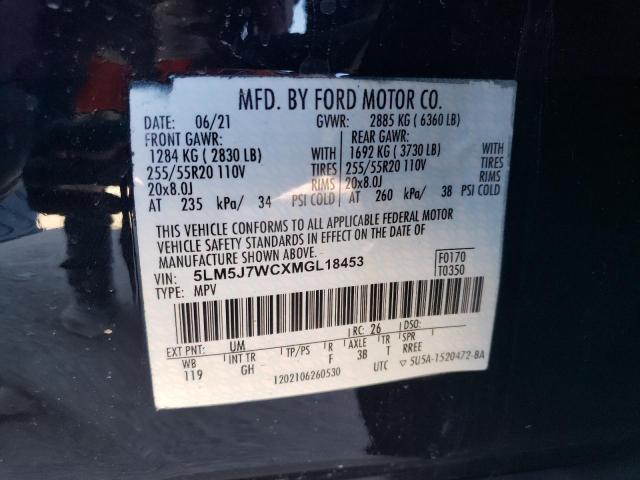 MFD. BY FORD MOTOR CO.
DATE: 06/21 GVWR: 2885 KG ( 6360 LB)
FRONT GAWR: REAR GAWR:
1284 KG ( 2830 LB) WITH 1692 KG ( 3730 LB) WITH
255/55R20 110V TIRES 255/55R20 110V TIRES
20x8.0J RIMS 20x8.0J RIMS
AT 235 kPa/ 34 PSI COLD AT 260 kPa/ 38 PSI COLD
THIS VEHICLE CONFORMS TO ALL APPLICABLE FEDERAL MOTOR
VEHICLE SAFETY STANDARDS IN EFFECT ON THE DATE OF
MANUFACTURE SHOWN ABOVE.
VIN: 5LM5J7WCXMGL18453 F0170
TYPE: MPV T0350
EXT PNT: UM RC: 26 DSO:
WB INT TR TP/PS R AXLE TR SPR
119 GH F 3B T RREE
1202106260530 UTC ▽ 5U5A-1520472-8A